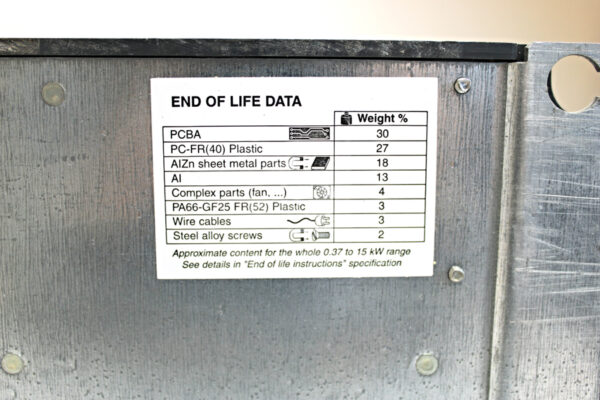 END OF LIFE DATA
Weight %
PCBA 30
PC-FR(40) Plastic 27
AlZn sheet metal parts 18
Al 13
Complex parts (fan, ...) 4
PA66-GF25 FR(52) Plastic 3
Wire cables 3
Steel alloy screws 2
Approximate content for the whole 0.37 to 15 kW range
See details in "End of life instructions" specification